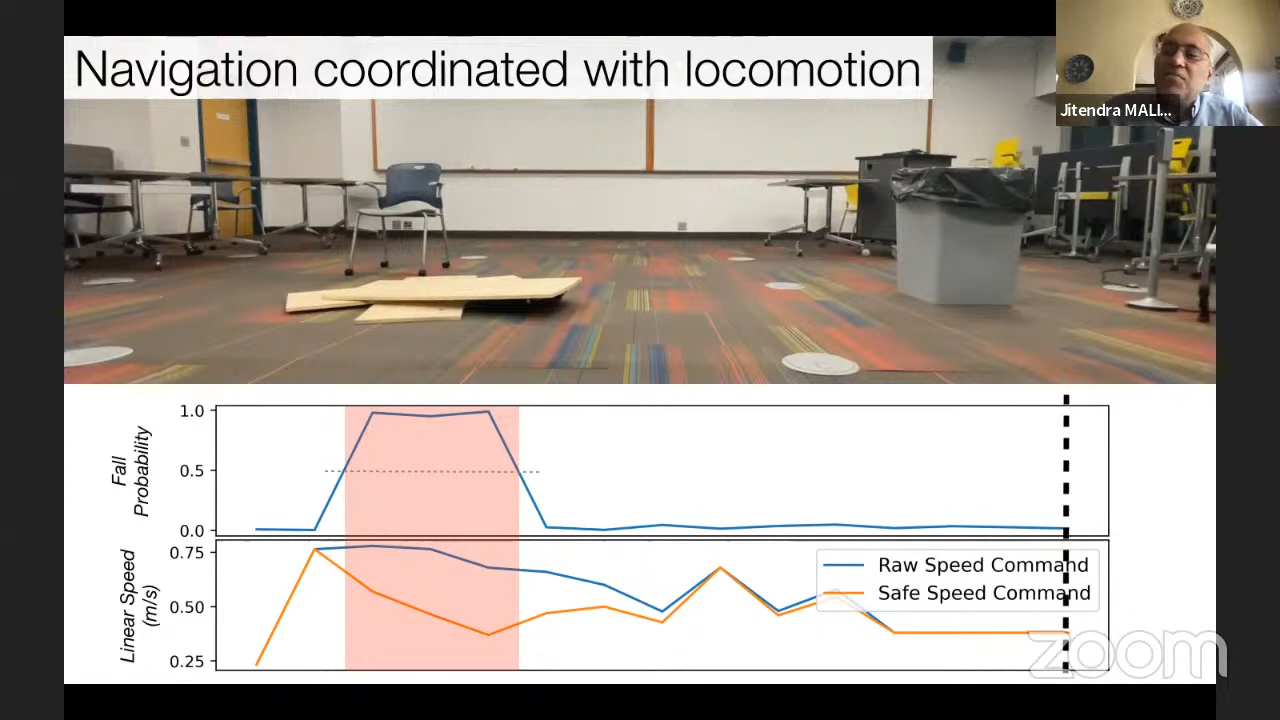 Navigation coordinated with locomotion
Jitendra MALI...
1.0
0.5
0.0
Fall
Probability
0.75
0.50
0.25
Linear Speed
(m/s)
Raw Speed Command
Safe Speed Command
zoom